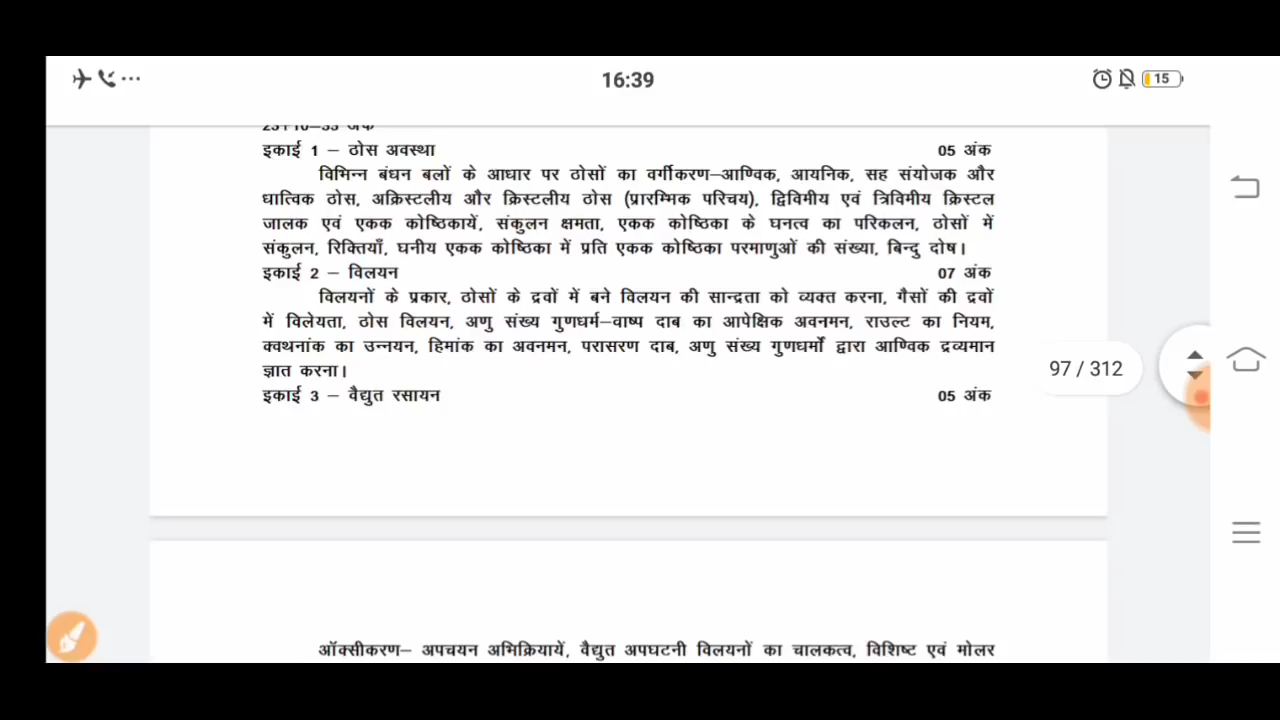 16:39
15
इकाई 1 – ठोस अवस्था 05 अंक
विभिन्न बंघन बलों के आघार पर ठोसों का वर्गीकरण–आण्विक, आयनिक, सह संयोजक और
घात्विक ठोस, अक्रिस्टलीय और क्रिस्टलीय ठोस (प्रारम्भिक परिचय), द्विविमीय एवं त्रिविमीय क्रिस्टल
जालक एवं एकक कोष्ठिकायें, संकुलन क्षमता, एकक कोष्ठिका के घनत्व का परिकलन, ठोसों में
संकुलन, रिक्तियाँ, घनीय एकक कोष्ठिका में प्रति एकक कोष्ठिका परमाणुओं की संख्या, बिन्दु दोष।
इकाई 2 – विलयन 07 अंक
विलयनों के प्रकार, ठोसों के द्रवों में बने विलयन की सान्द्रता को व्यक्त करना, गैसों की द्रवों
में विलेयता, ठोस विलयन, अणु संख्य गुणधर्म–वाष्प दाब का आपेक्षिक अवनमन, राउल्ट का नियम,
क्वथनांक का उन्नयन, हिमांक का अवनमन, परासरण दाब, अणु संख्य गुणधर्मों द्वारा आण्विक द्रव्यमान
ज्ञात करना।
97 / 312
इकाई 3 – वैद्युत रसायन 05 अंक
ऑक्सीकरण– अपचयन अभिक्रियायें, वैद्युत अपघटनी विलयनों का चालकत्व, विशिष्ट एवं मोलर